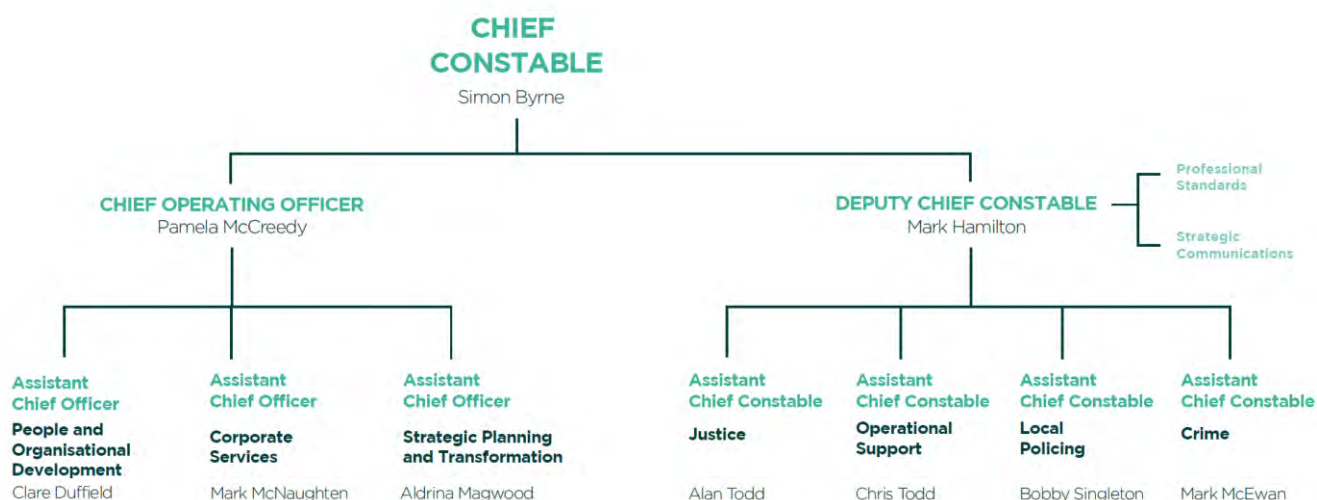 CHIEF
CONSTABLE
Simon Byrne
CHIEF OPERATING OFFICER
Pamela McCreedy
DEPUTY CHIEF CONSTABLE
Mark Hamilton
Professional
Standards
Strategic
Communications
Assistant
Chief Officer
People and
Organisational
Development
Clare Duffield
Assistant
Chief Officer
Corporate
Services
Mark McNaughten
Assistant
Chief Officer
Strategic Planning
and Transformation
Aldrina Magwood
Assistant
Chief Constable
Justice
Alan Todd
Assistant
Chief Constable
Operational
Support
Chris Todd
Assistant
Chief Constable
Local
Policing
Bobby Singleton
Assistant
Chief Constable
Crime
Mark McEwan